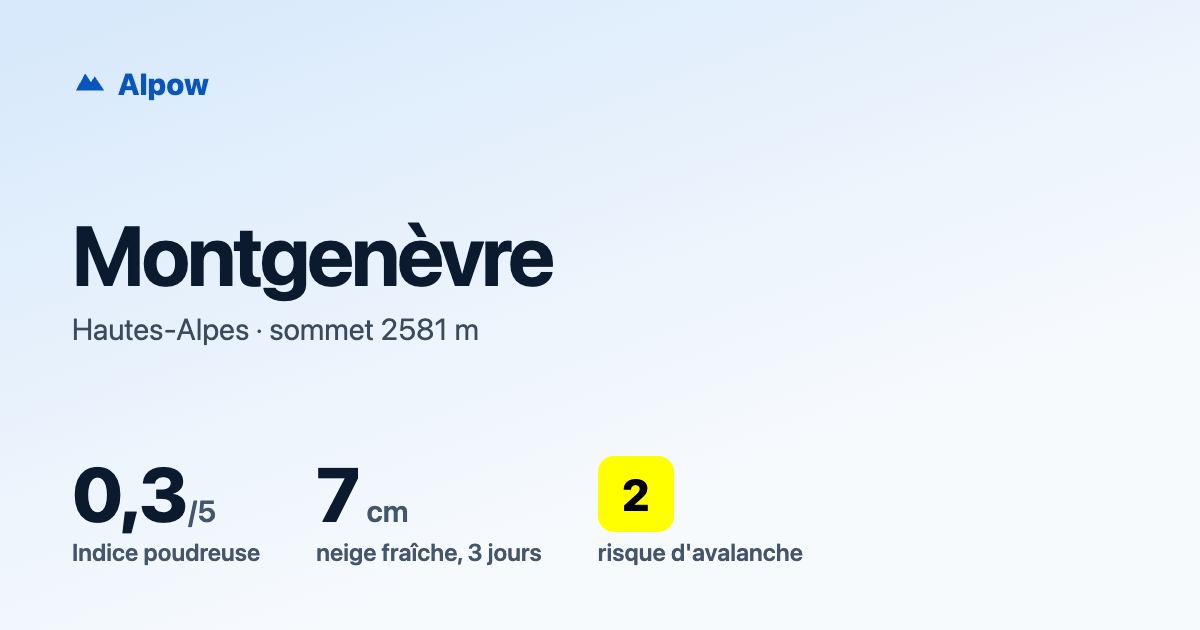 Alpow
Montgenèvre
Hautes-Alpes · sommet 2581 m
0,3/5
Indice poudreuse
7 cm
neige fraîche, 3 jours
2
risque d'avalanche